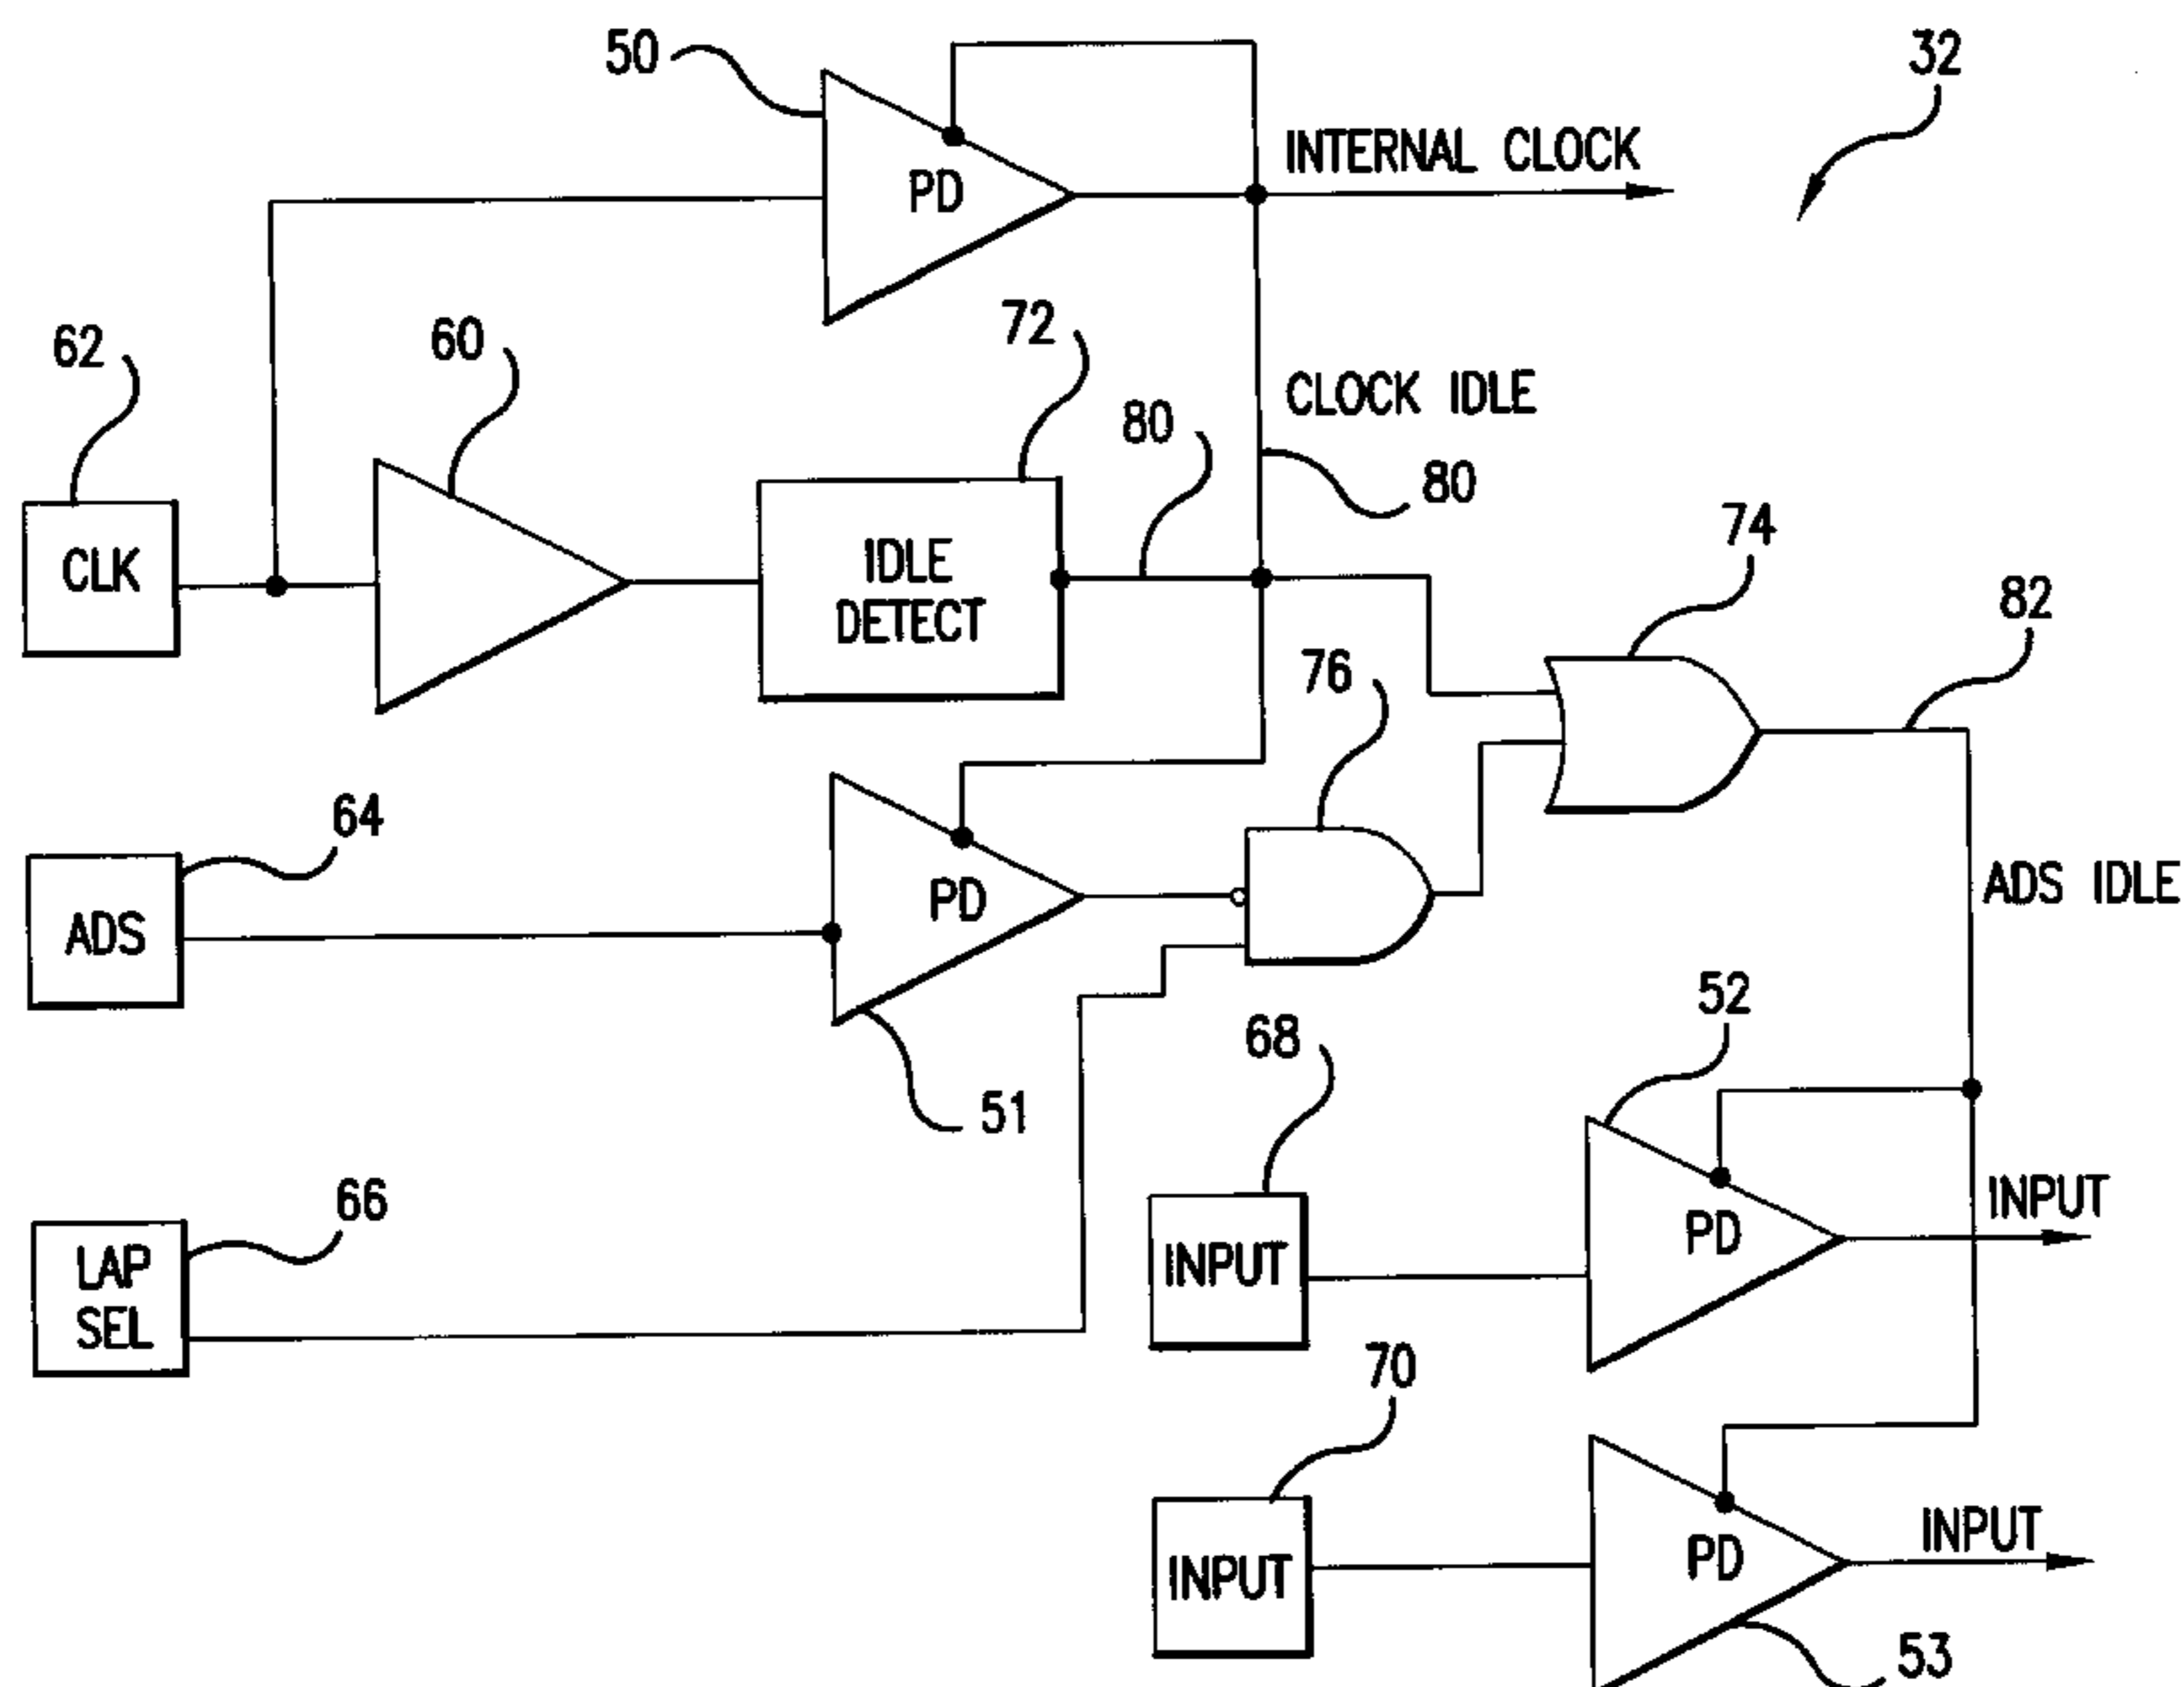 50
32
INTERNAL CLOCK
PD
62
60
72
CLOCK IDLE
80
80
CLK
IDLE
DETECT
74
82
76
64
ADS
PD
ADS IDLE
51
68
52
66
LAP
SEL
INPUT
PD
INPUT
70
INPUT
PD
INPUT
53